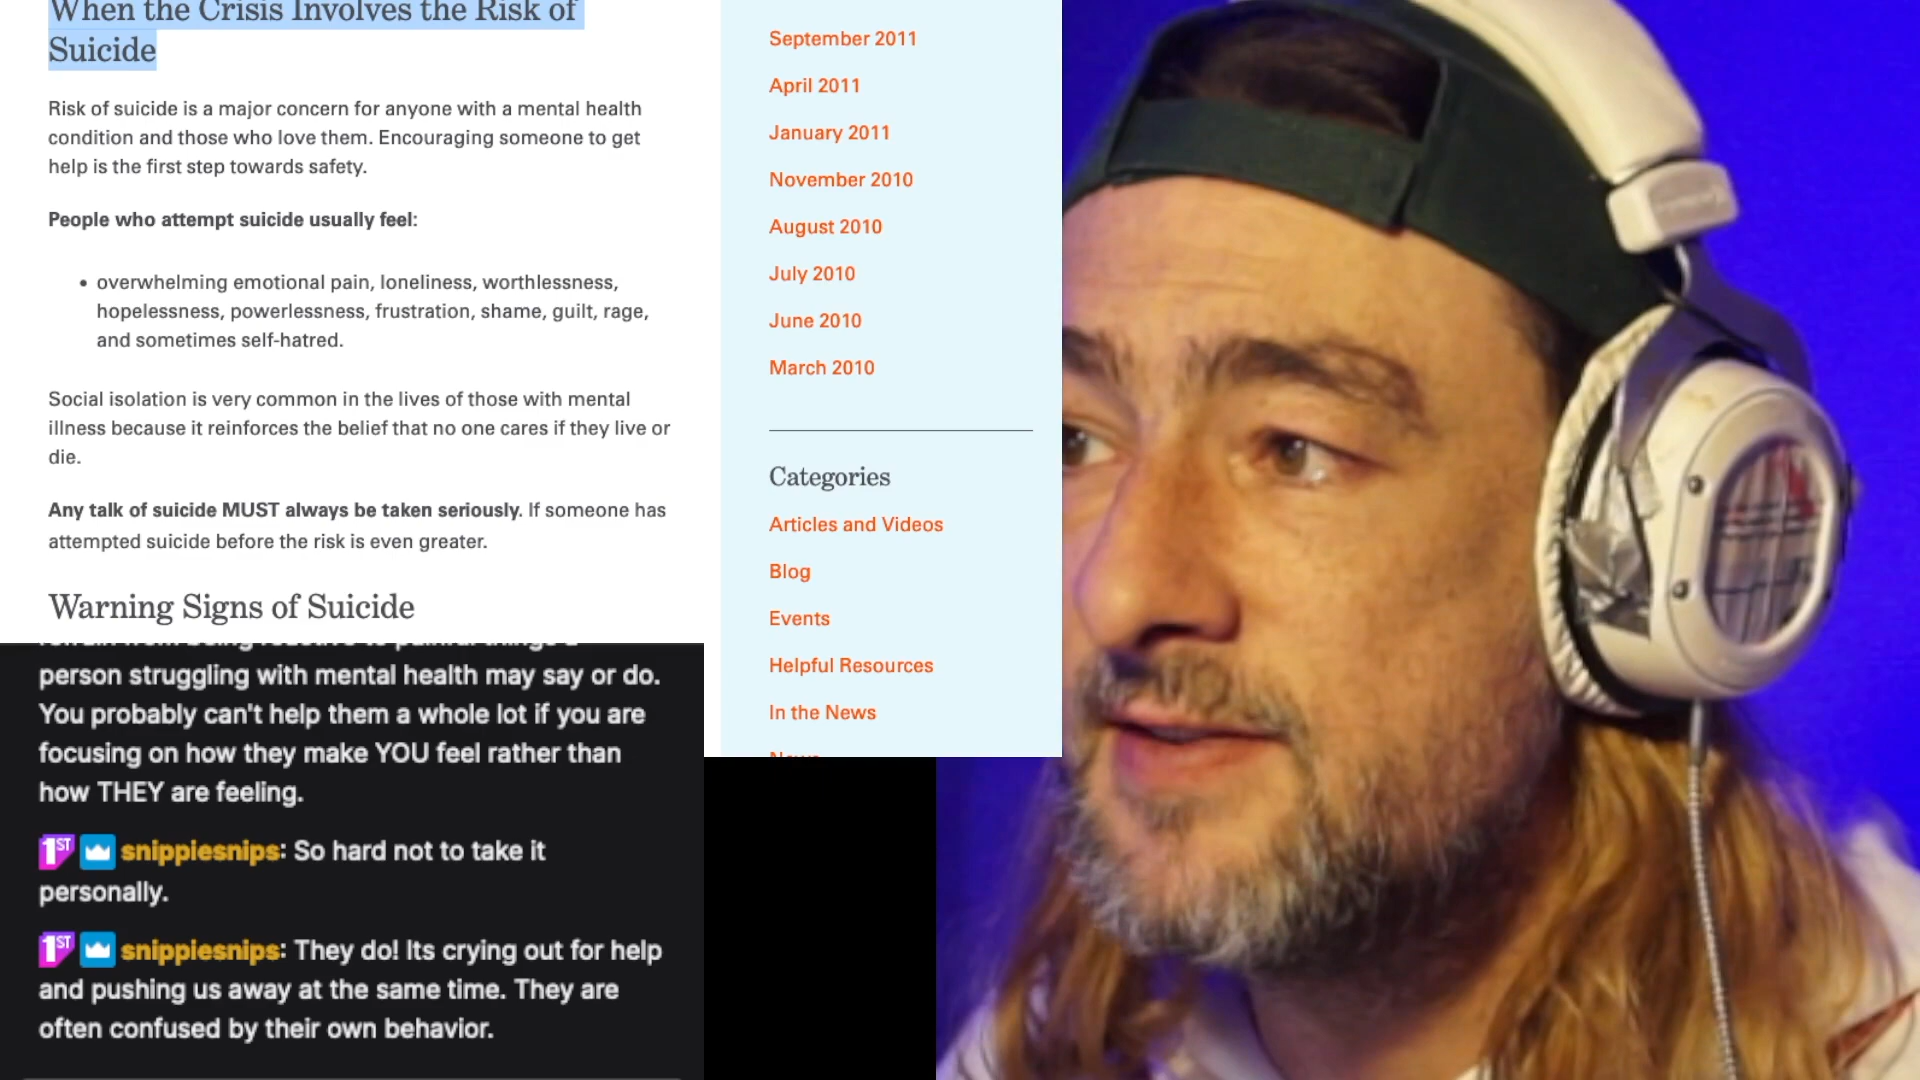 When the Crisis Involves the Risk of
Suicide
Risk of suicide is a major concern for anyone with a mental health
condition and those who love them. Encouraging someone to get
help is the first step towards safety.
People who attempt suicide usually feel:
• overwhelming emotional pain, loneliness, worthlessness,
hopelessness, powerlessness, frustration, shame, guilt, rage,
and sometimes self-hatred.
Social isolation is very common in the lives of those with mental
illness because it reinforces the belief that no one cares if they live or
die.
Any talk of suicide MUST always be taken seriously. If someone has
attempted suicide before the risk is even greater.
Warning Signs of Suicide
September 2011
April 2011
January 2011
November 2010
August 2010
July 2010
June 2010
March 2010
Categories
Articles and Videos
Blog
Events
Helpful Resources
In the News
person struggling with mental health may say or do.
You probably can't help them a whole lot if you are
focusing on how they make YOU feel rather than
how THEY are feeling.
1ST snippiesnips: So hard not to take it
personally.
1ST snippiesnips: They do! Its crying out for help
and pushing us away at the same time. They are
often confused by their own behavior.